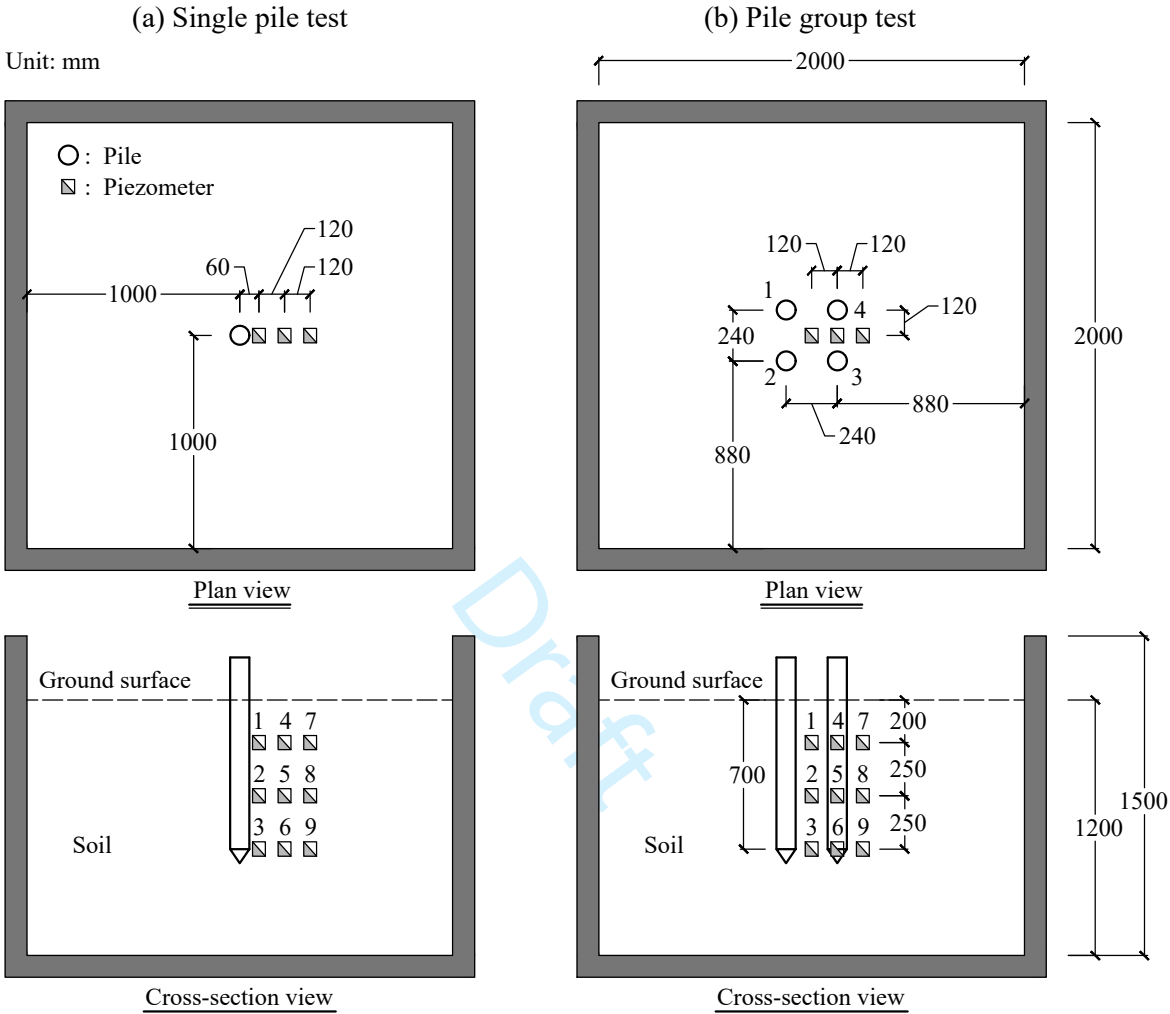 (a) Single pile test
(b) Pile group test
Unit: mm
2000
: Pile
: Piezometer
120
60
120
1000
1000
120
120
1
4
120
240
2000
2
3
880
240
880
Plan view
Plan view
Ground surface
1 4 7
2 5 8
3 6 9
Soil
Cross-section view
Ground surface
1 4 7
200
700
2 5 8
250
3 6 9
250
Soil
1200
1500
Cross-section view
Draft